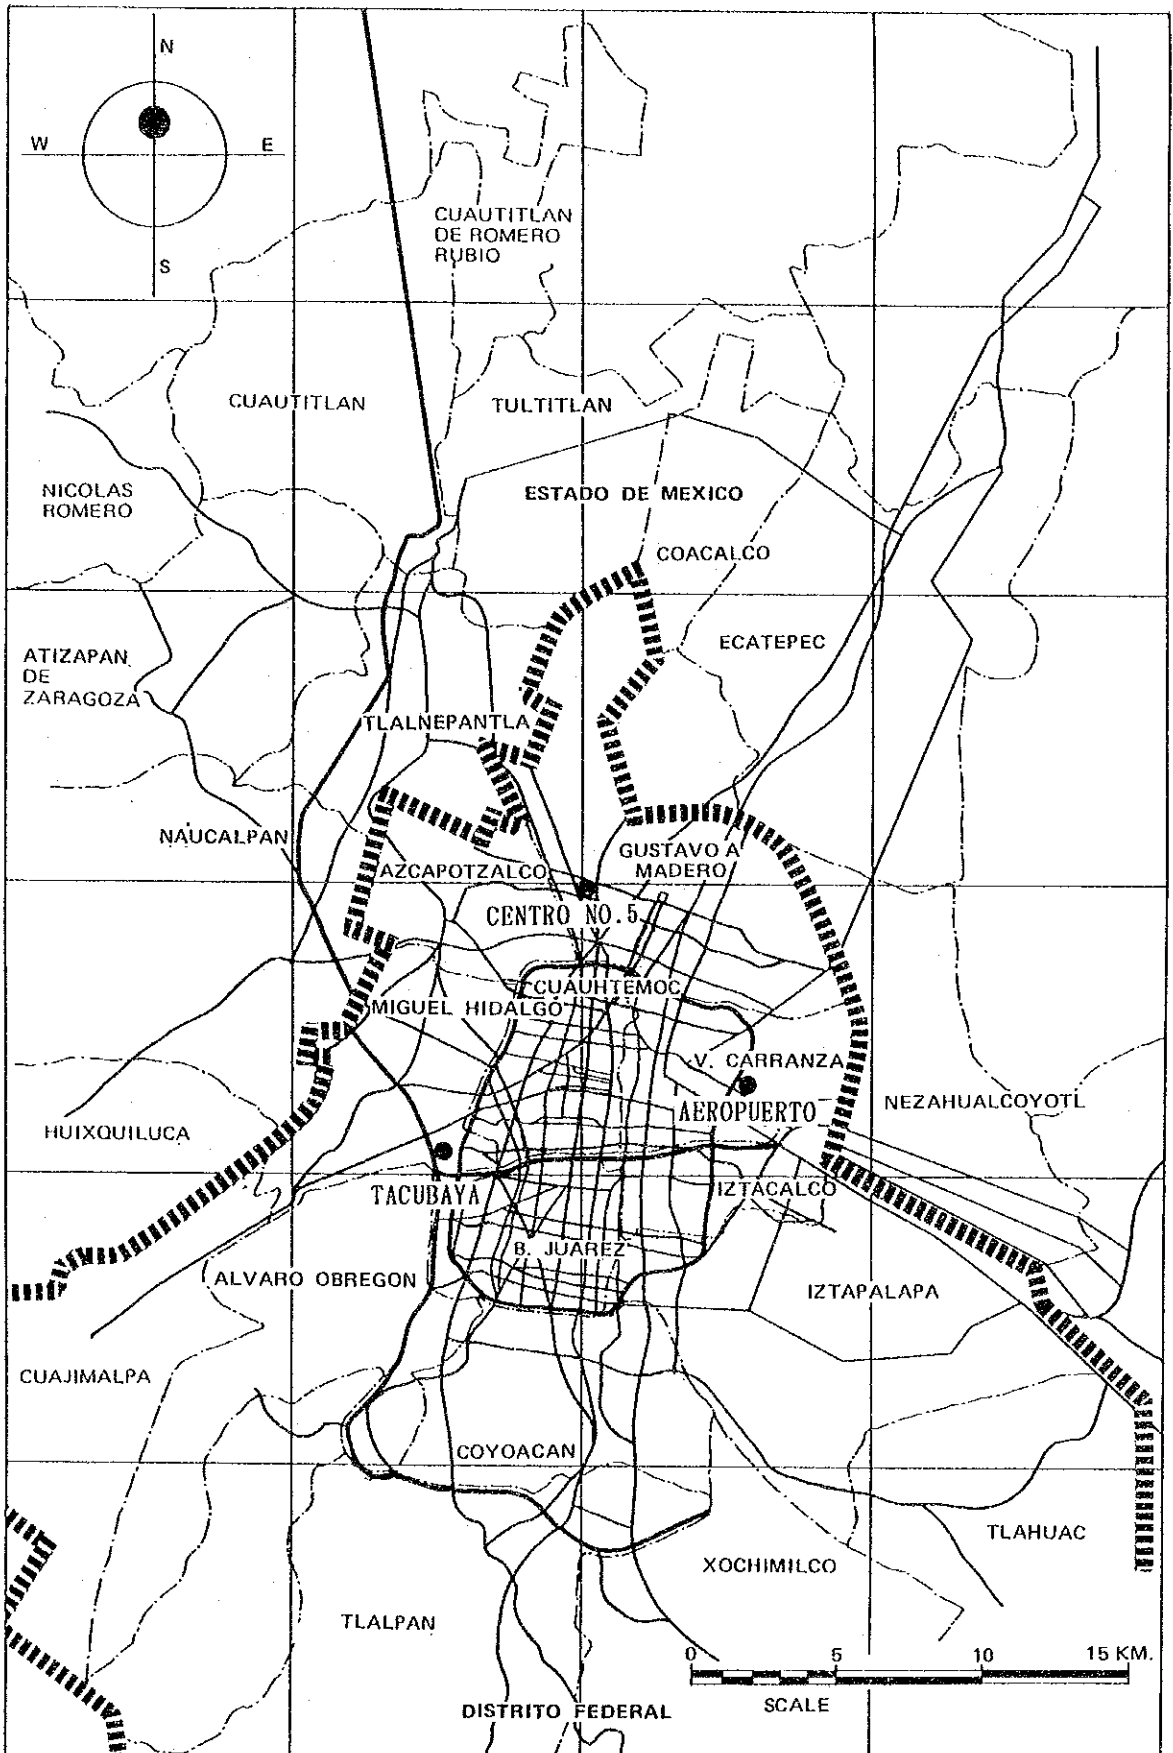 N
W
E
S
CUAUTITLAN
DE ROMERO
RUBIO
CUAUTITLAN
TULTITLAN
NICOLAS
ROMERO
ESTADO DE MEXICO
COACALCO
ECATEPEC
ATIZAPAN
DE
ZARAGOZA
TLALNEPANTLA
NAUCALPAN
GUSTAVO A
MADERO
AZCAPOTZALCO
CENTRO NO.5
CUAUHTEMOC
MIGUEL HIDALGO
V. CARRANZA
NEZAHUALCOYOTL
AEROPUERTO
HUIXQUILUCA
TACUBAYA
IZTACALCO
B. JUAREZ
ALVARO OBREGON
IZTAPALAPA
CUAJIMALPA
COYOACAN
TLAHUAC
XOCHIMILCO
TLALPAN
0 5 10 15 KM.
SCALE
DISTRITO FEDERAL